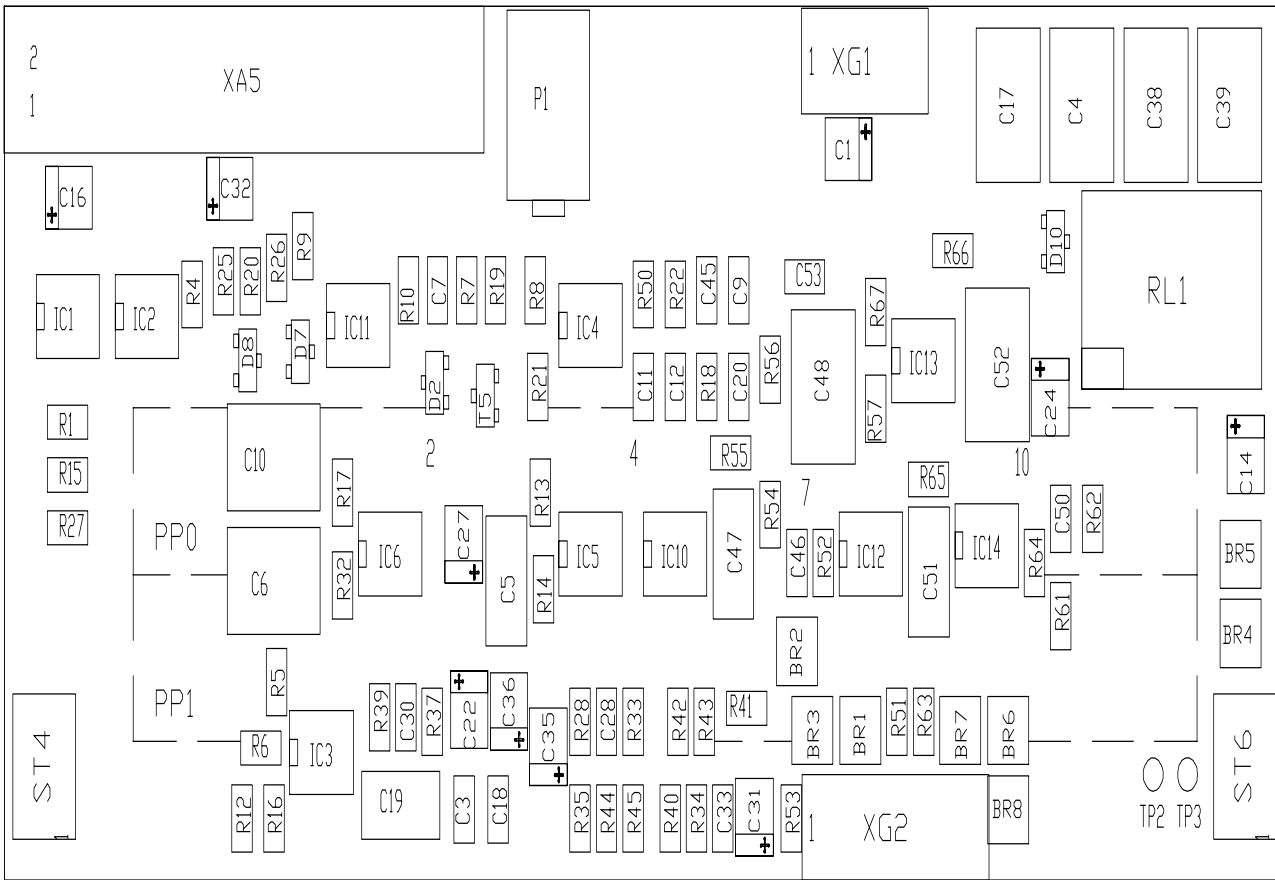 2
1
XA5
P1
1 XG1
C17
C4
C38
C39
C1
C16
C32
R4
R25
R20
R26
R9
R66
D10
RL1
IC1
IC2
IC11
R10
C7
R7
R19
R8
IC4
R50
R22
C45
C9
C53
R67
IC13
C52
D8
D7
D2
T5
R21
C11
C12
R18
C20
R56
C48
R57
C24
R1
C10
2
4
R55
7
10
C14
R15
R17
R13
R54
R65
C50
R62
R27
PP0
C6
R32
IC6
C27
C5
R14
IC5
IC10
C47
C46
R52
IC12
C51
IC14
R64
R61
BR5
BR4
BR2
PP1
R5
R39
C30
R37
C22
C36
C35
R28
C28
R33
R42
R43
R41
BR3
BR1
R51
R63
BR7
BR6
ST4
1
R6
IC3
R12
R16
C19
C3
C18
R35
R44
R45
R40
R34
C33
C31
R53
1
XG2
BR8
TP2
TP3
ST6
1